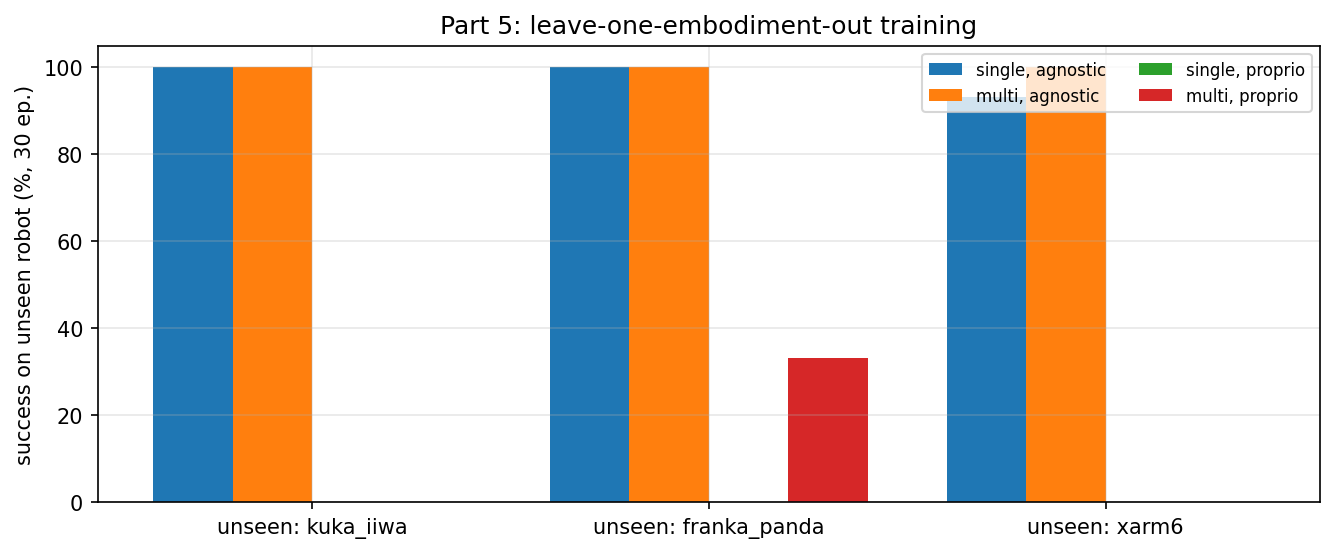 Part 5: leave-one-embodiment-out training
success on unseen robot (%, 30 ep.)
100
80
60
40
20
0
single, agnostic
multi, agnostic
single, proprio
multi, proprio
unseen: kuka_iiwa
unseen: franka_panda
unseen: xarm6